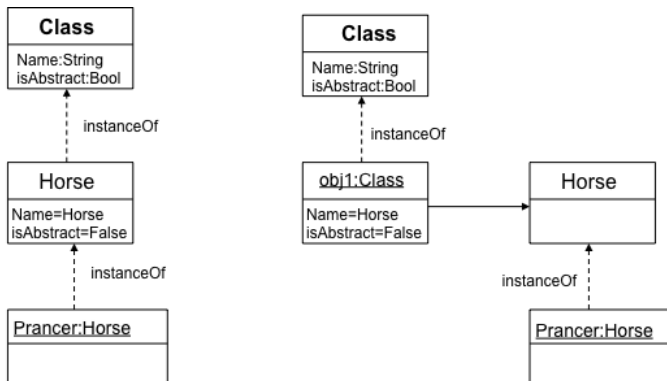 Class
Name:String
isAbstract:Bool
instanceOf
Horse
Name=Horse
isAbstract=False
instanceOf
Prancer:Horse
Class
Name:String
isAbstract:Bool
instanceOf
obj1:Class
Name=Horse
isAbstract=False
Horse
instanceOf
Prancer:Horse